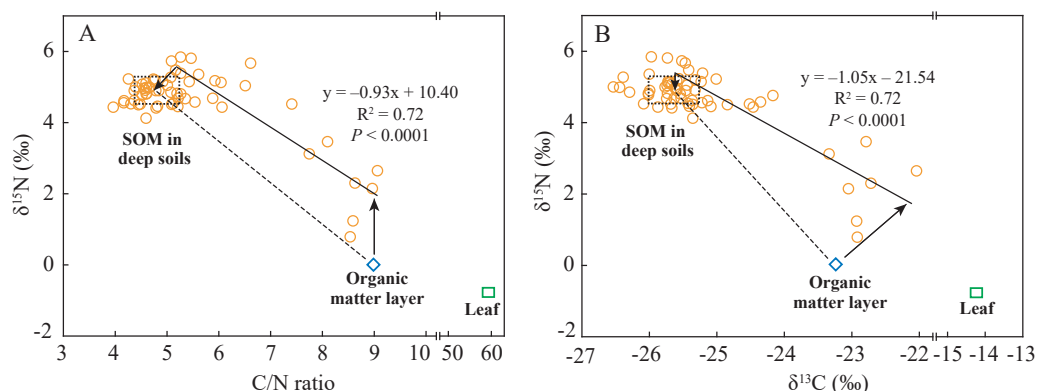 A
6
4
2
0
-2
δ15N (‰)
y = –0.93x + 10.40
R2 = 0.72
P < 0.0001
SOM in
deep soils
Organic
matter layer
Leaf
3 4 5 6 7 8 9 10 50 60
C/N ratio
B
6
4
2
0
-2
δ15N (‰)
y = –1.05x – 21.54
R2 = 0.72
P < 0.0001
SOM in
deep soils
Organic
matter layer
Leaf
-27 -26 -25 -24 -23 -22 -15 -14 -13
δ13C (‰)